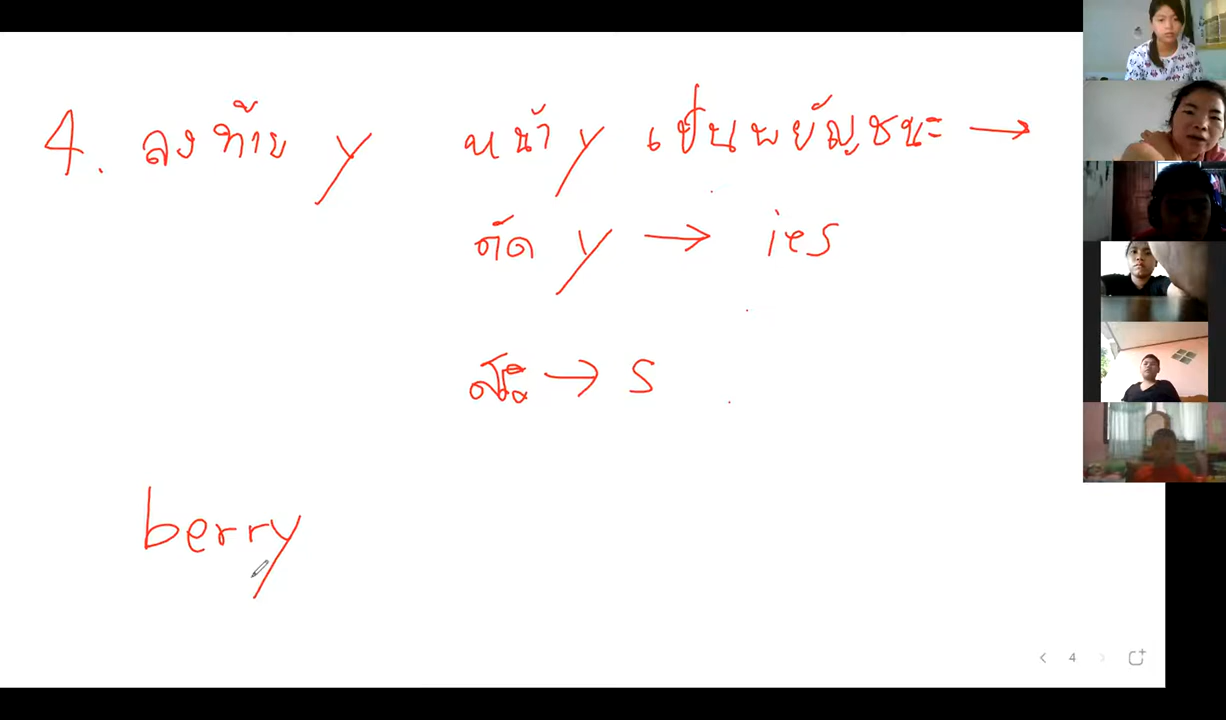 4. ลงท้าย y หน้า y เป็นพยัญชนะ →
ตัด y → ies
สระ → s
berry
4